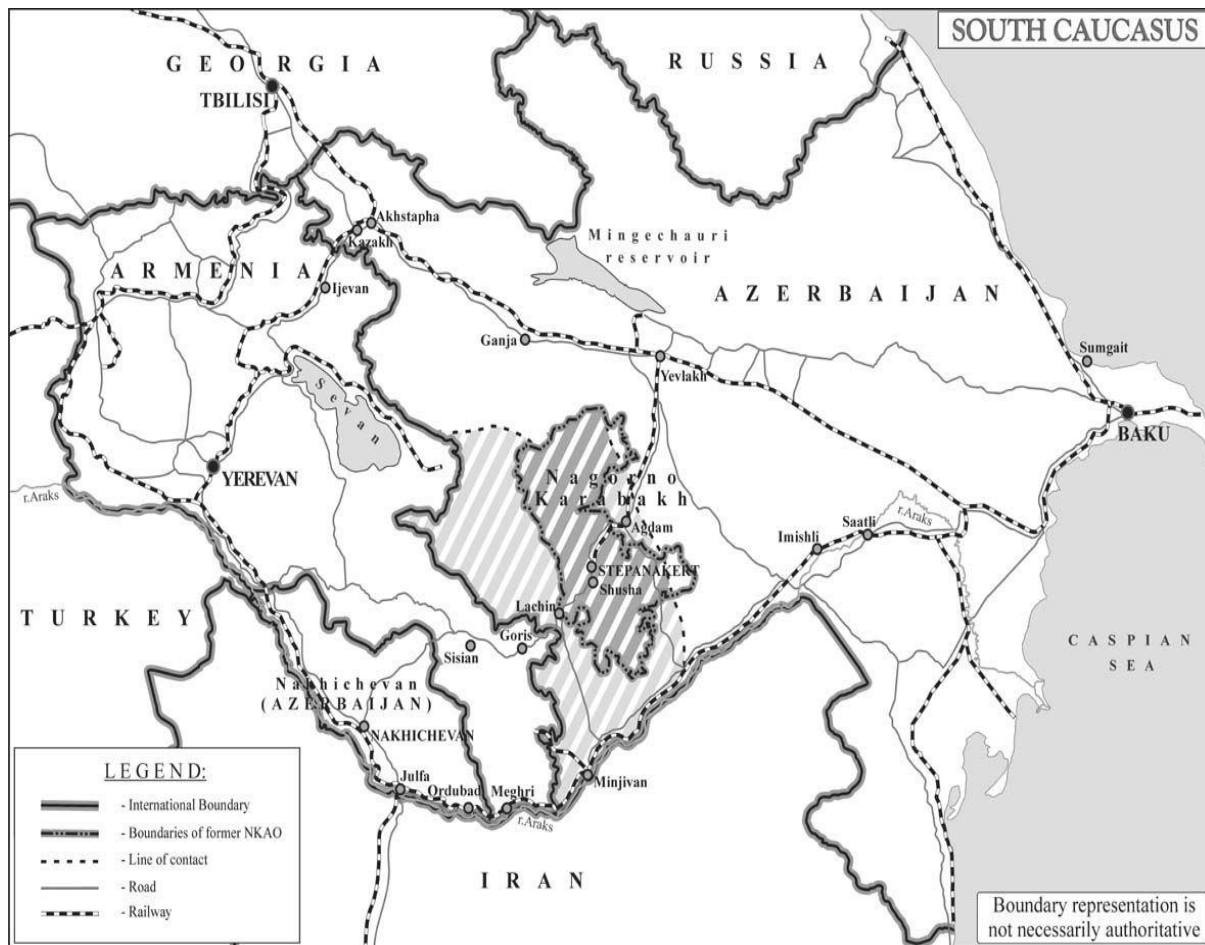 SOUTH CAUCASUS
GEORGIA
RUSSIA
TBILISI
Akhstapha
Kazakh
Mingechauri
reservoir
ARMENIA
Ijevan
AZERBAIJAN
Ganja
Yevlakh
Sumgait
Sevan
BAKU
YEREVAN
Nagorno
Karabakh
r.Araks
r.Araks
Agdam
Imishli
Saatli
STEPANAKERT
Shusha
Lachin
TURKEY
Goris
Sisian
CASPIAN
SEA
Nakhichevan
(AZERBAIJAN)
NAKHICHEVAN
Julfa
Ordubad
Meghri
Minjivan
r.Araks
IRAN
LEGEND:
- International Boundary
- Boundaries of former NKAO
- Line of contact
- Road
- Railway
Boundary representation is
not necessarily authoritative